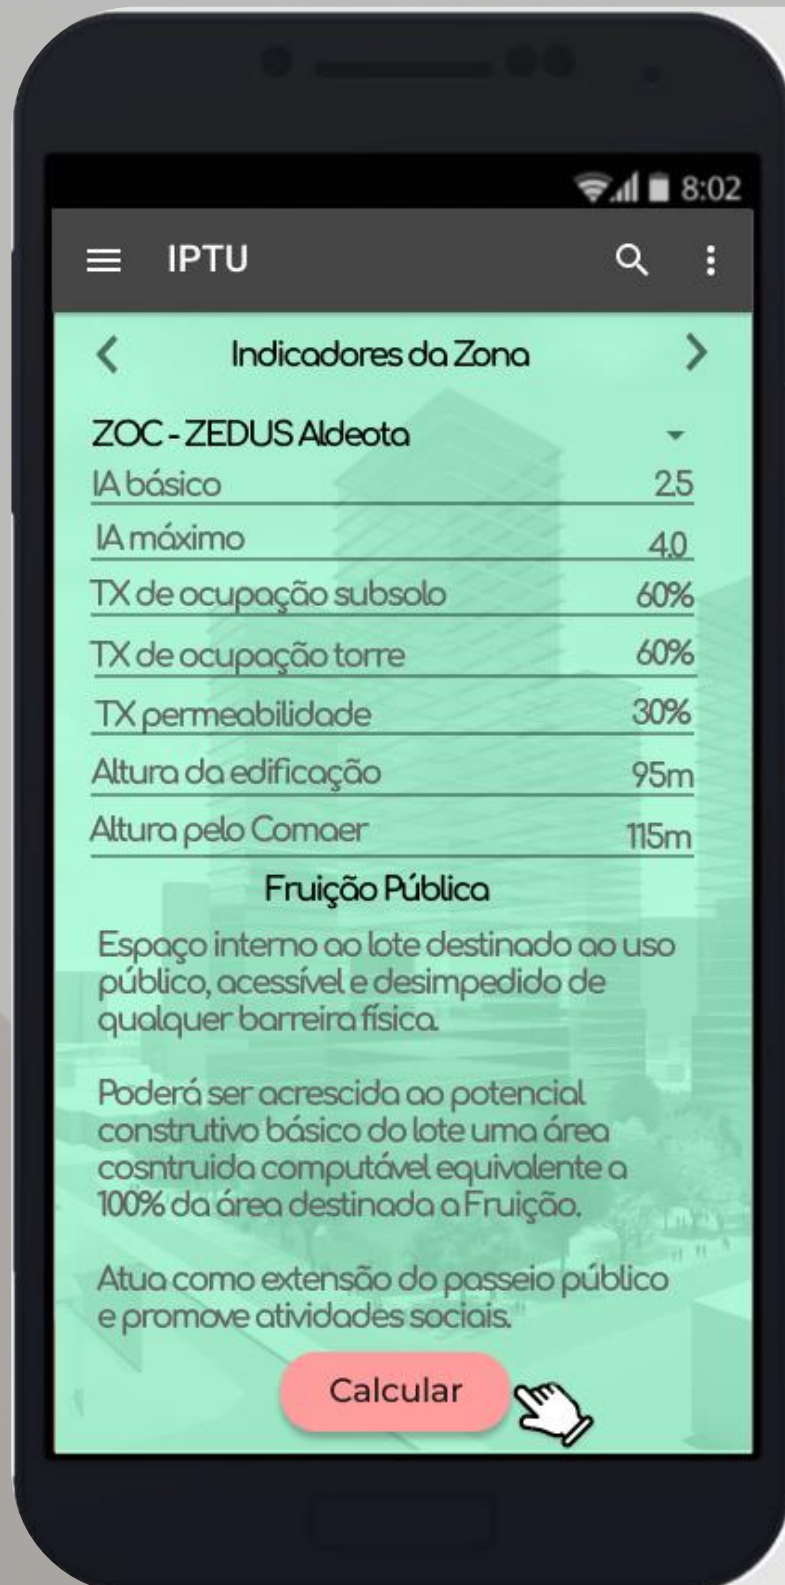 8:02
IPTU
Indicadores da Zona
ZOC - ZEDUS Aldeota
IA básico 2.5
IA máximo 4.0
TX de ocupação subsolo 60%
TX de ocupação torre 60%
TX permeabilidade 30%
Altura da edificação 95m
Altura pelo Comaer 115m
Fruição Pública
Espaço interno ao lote destinado ao uso
público, acessível e desimpedido de
qualquer barreira física.
Poderá ser acrescida ao potencial
construtivo básico do lote uma área
cosntruida computável equivalente a
100% da área destinada a Fruição.
Atua como extensão do passeio público
e promove atividades sociais.
Calcular